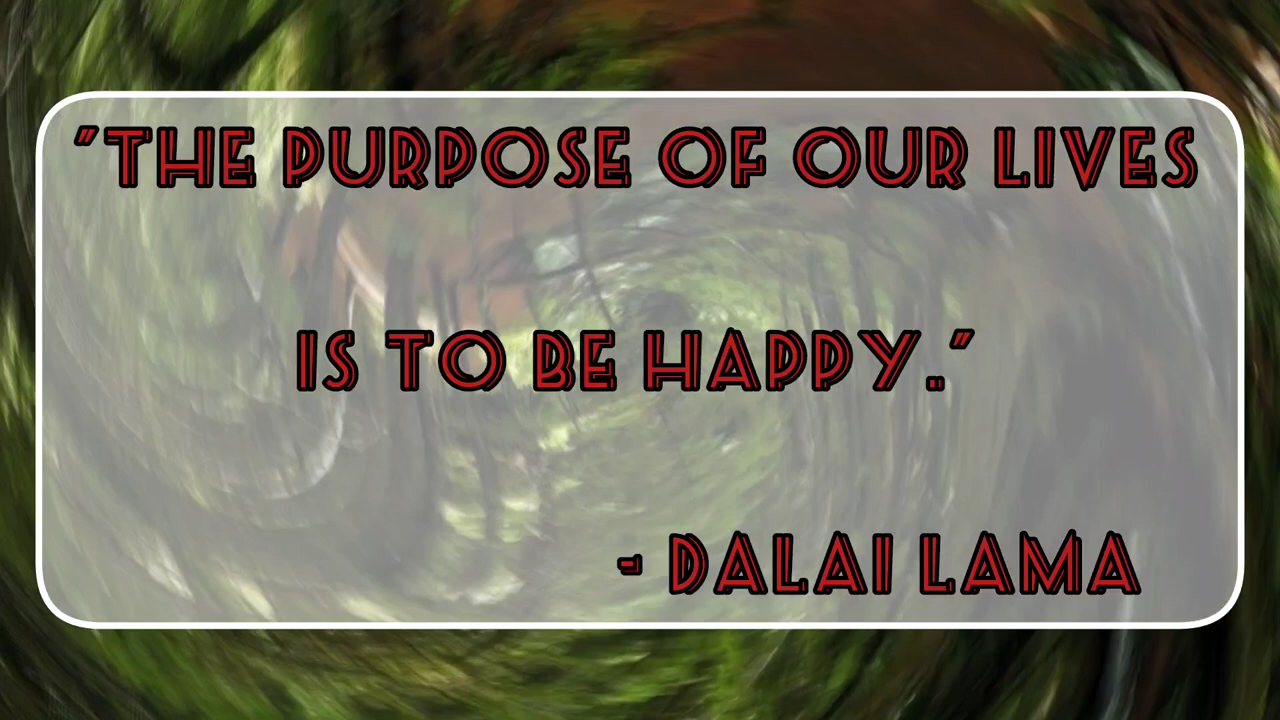 "THE PURPOSE OF OUR LIVES
IS TO BE HAPPY."
- DALAI LAMA